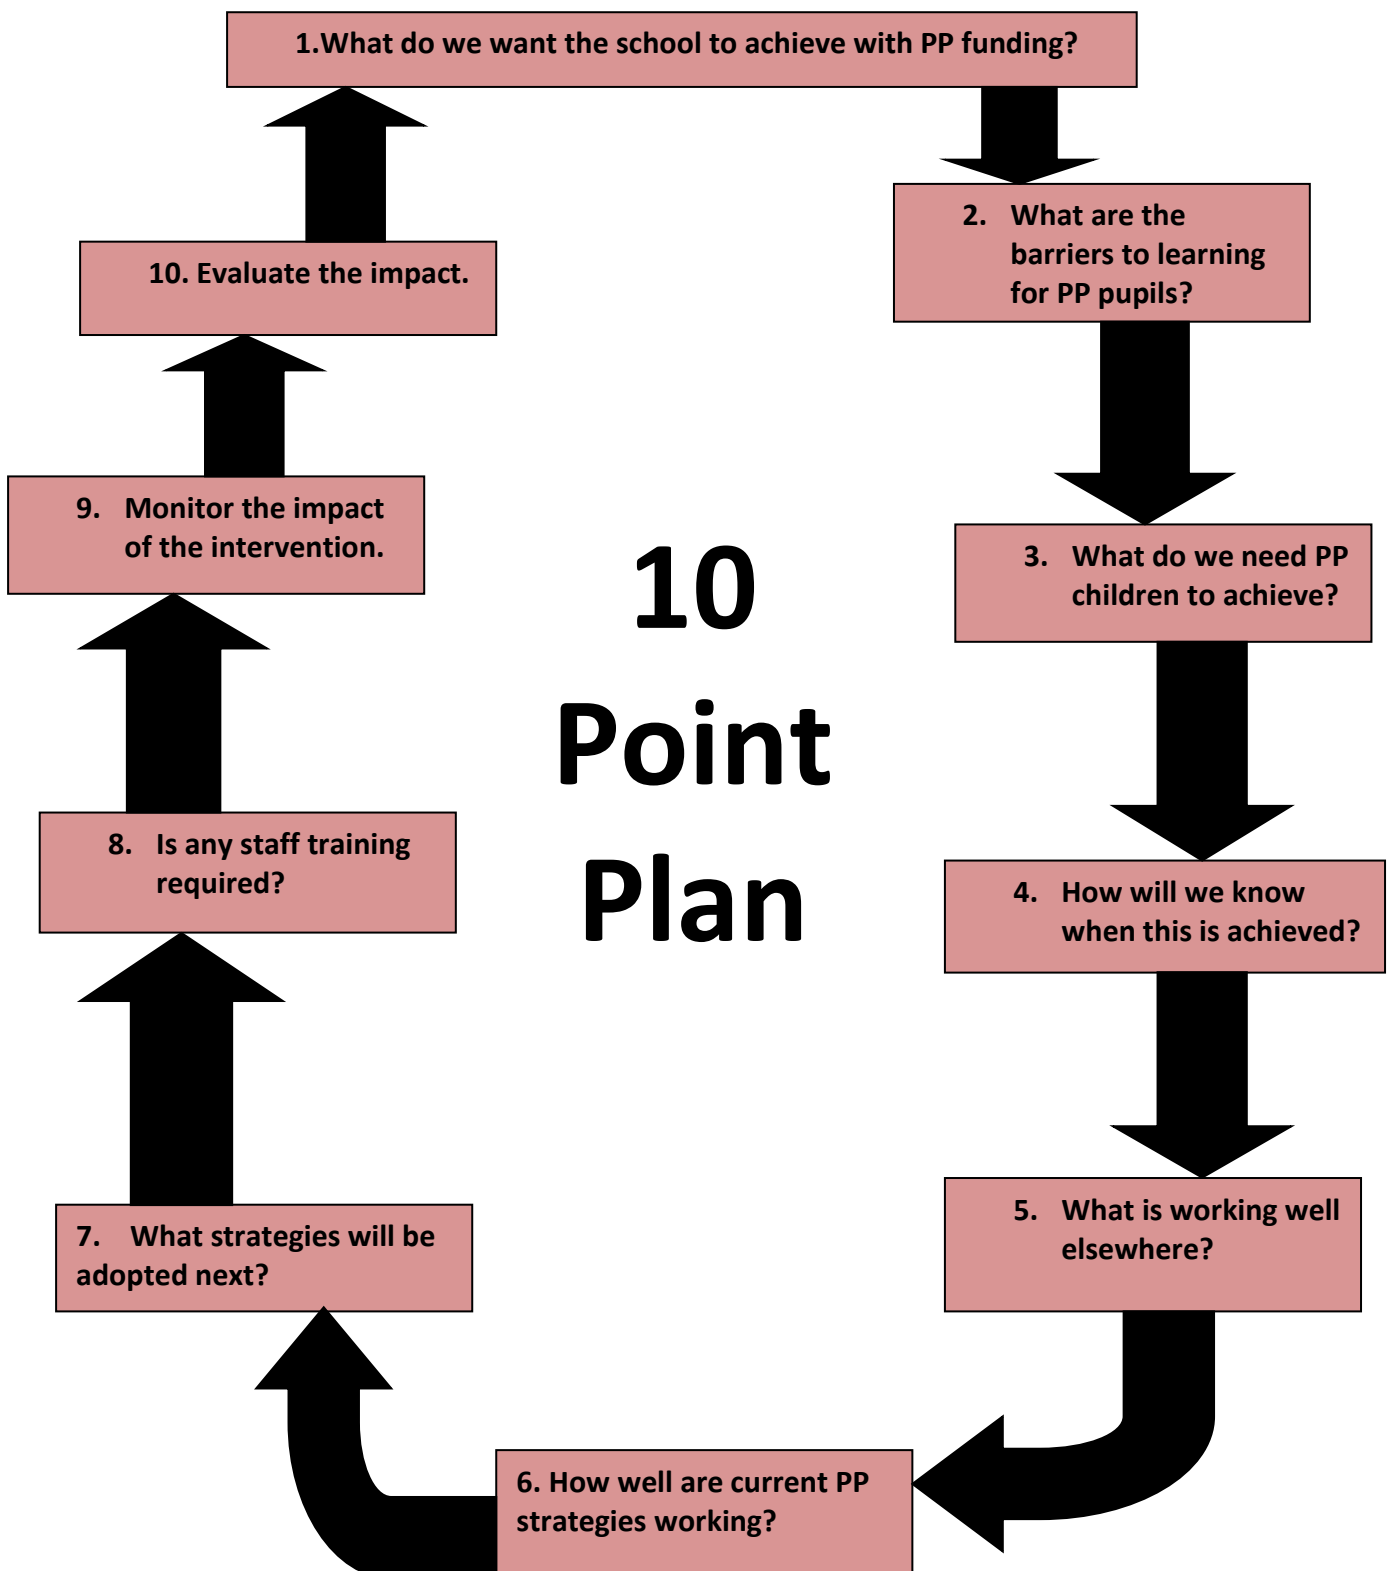 1.What do we want the school to achieve with PP funding?
2. What are the
barriers to learning
for PP pupils?
3. What do we need PP
children to achieve?
4. How will we know
when this is achieved?
5. What is working well
elsewhere?
6. How well are current PP
strategies working?
7. What strategies will be
adopted next?
8. Is any staff training
required?
9. Monitor the impact
of the intervention.
10. Evaluate the impact.
10
Point
Plan